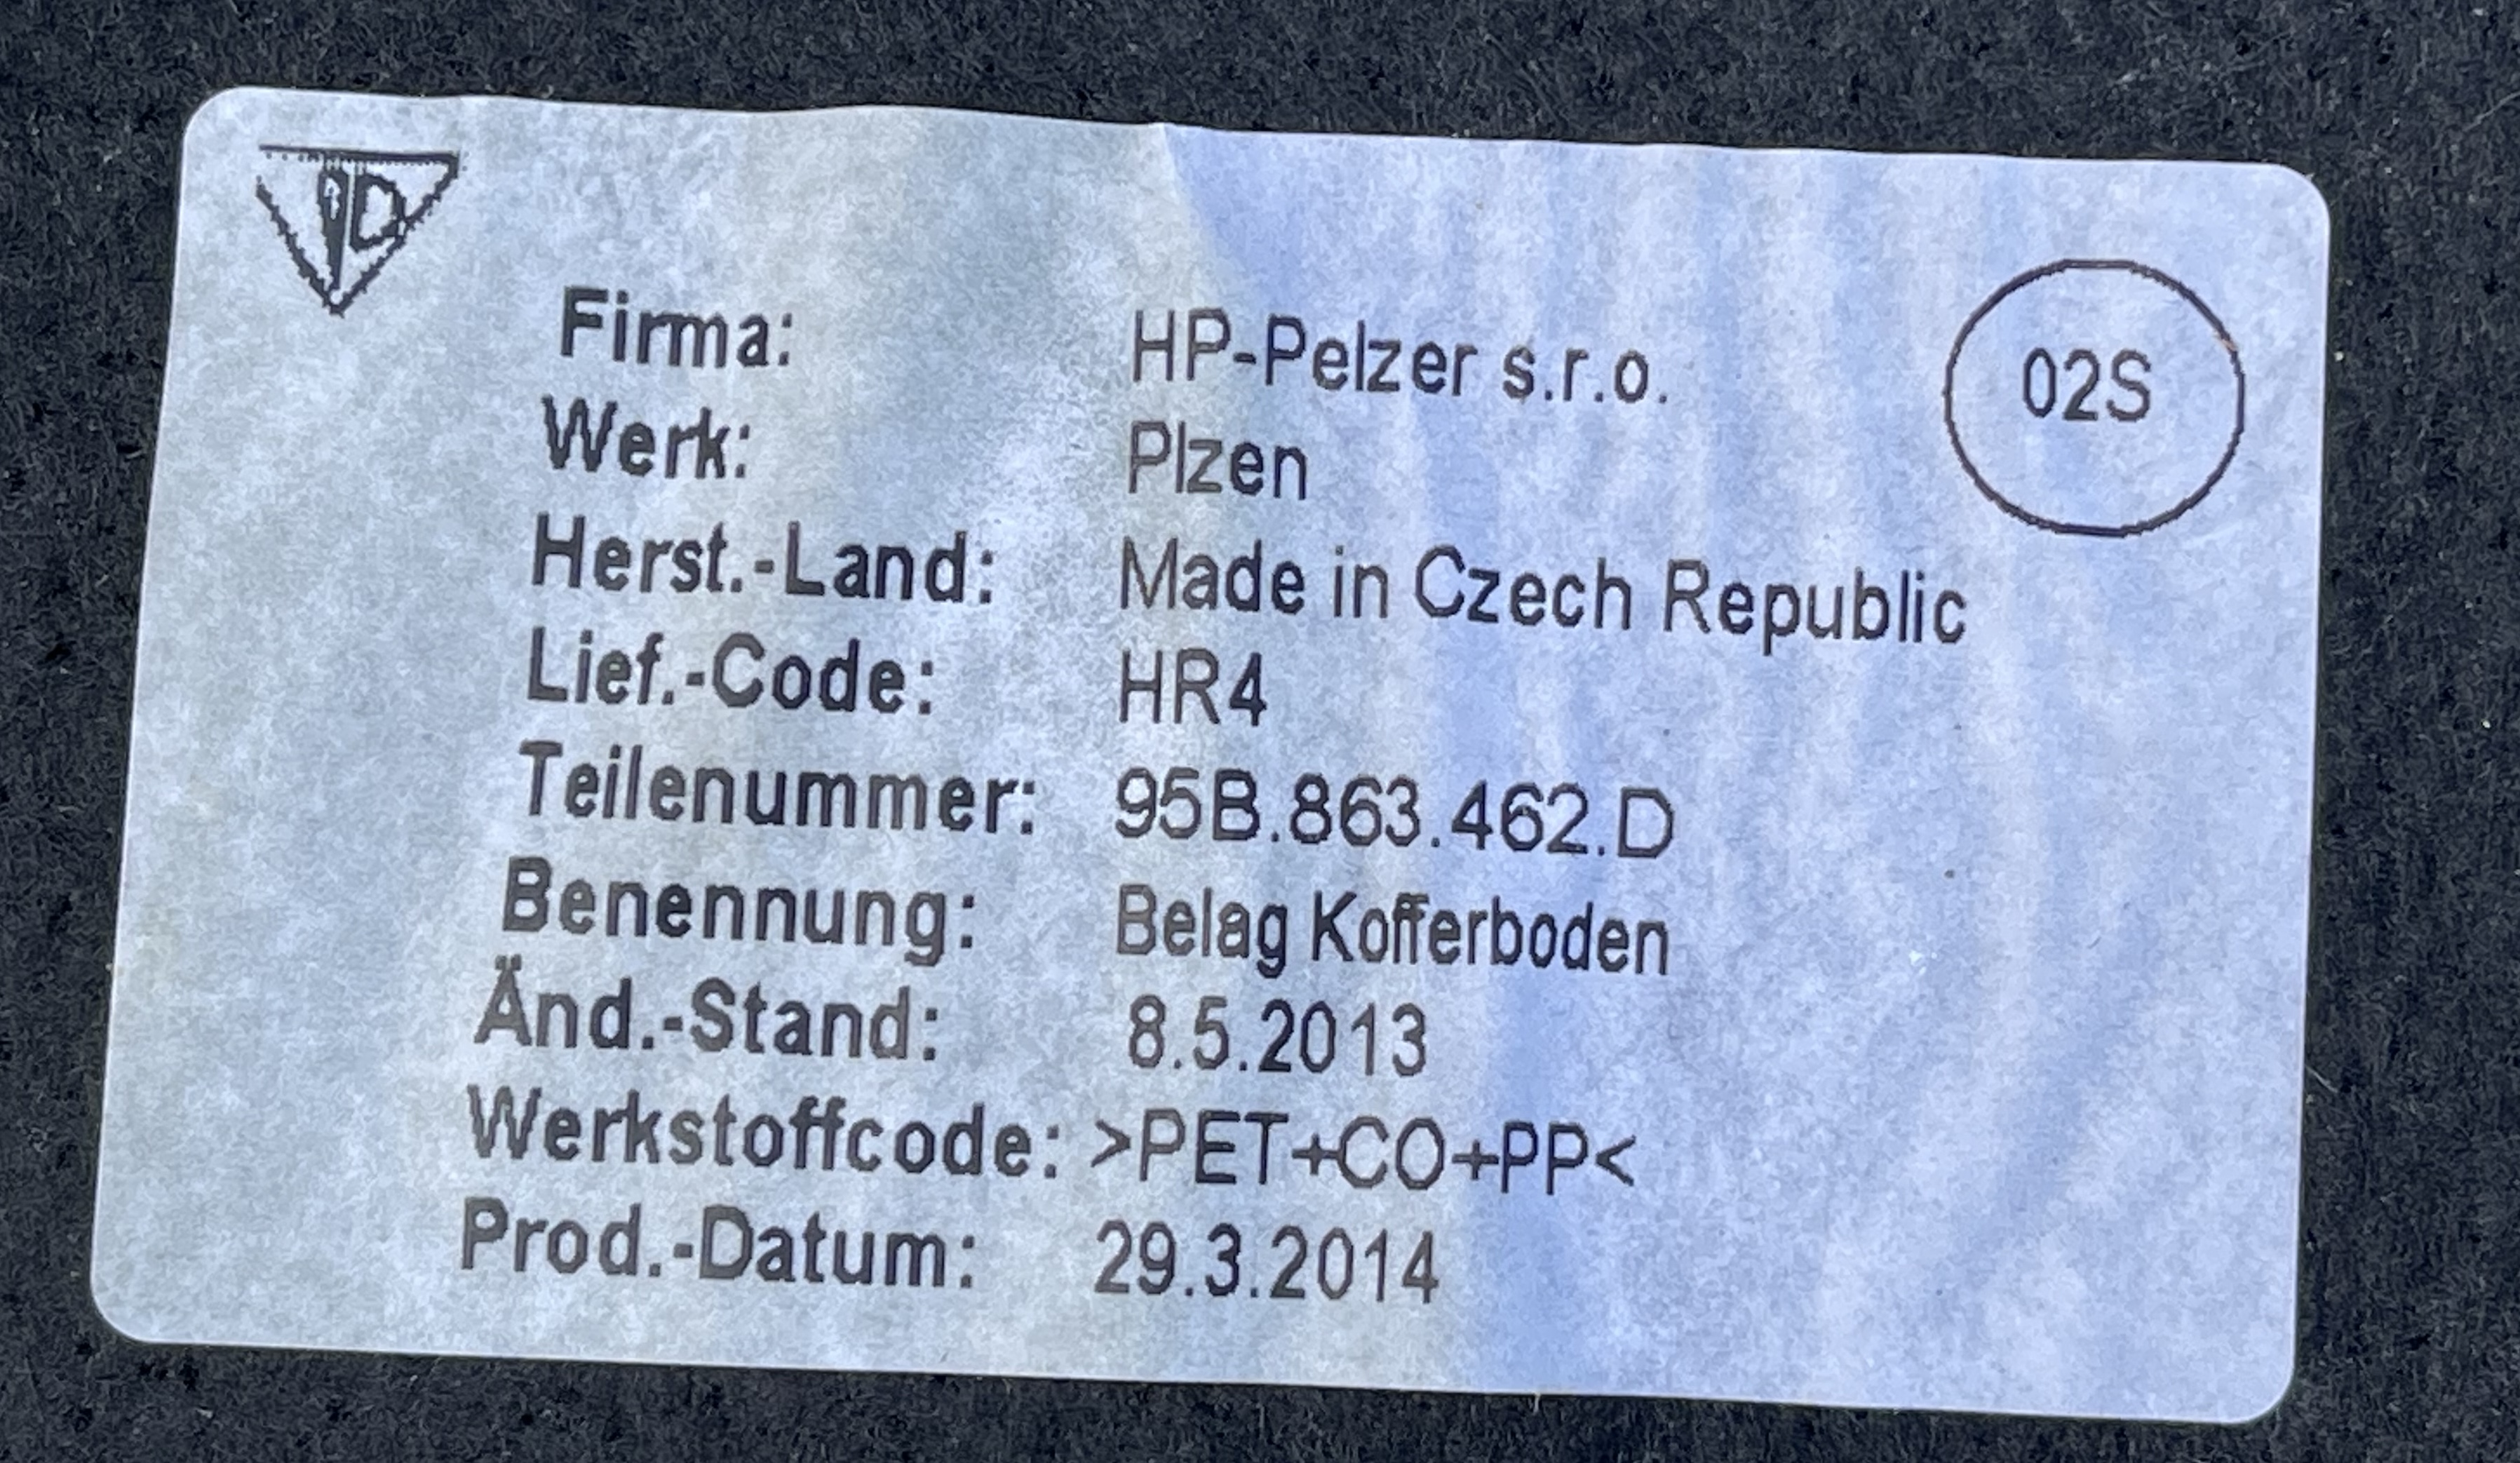 PD
02S
Firma: HP-Pelzer s.r.o.
Werk: Plzen
Herst.-Land: Made in Czech Republic
Lief.-Code: HR4
Teilenummer: 95B.863.462.D
Benennung: Belag Kofferboden
Änd.-Stand: 8.5.2013
Werkstoffcode: >PET+CO+PP<
Prod.-Datum: 29.3.2014